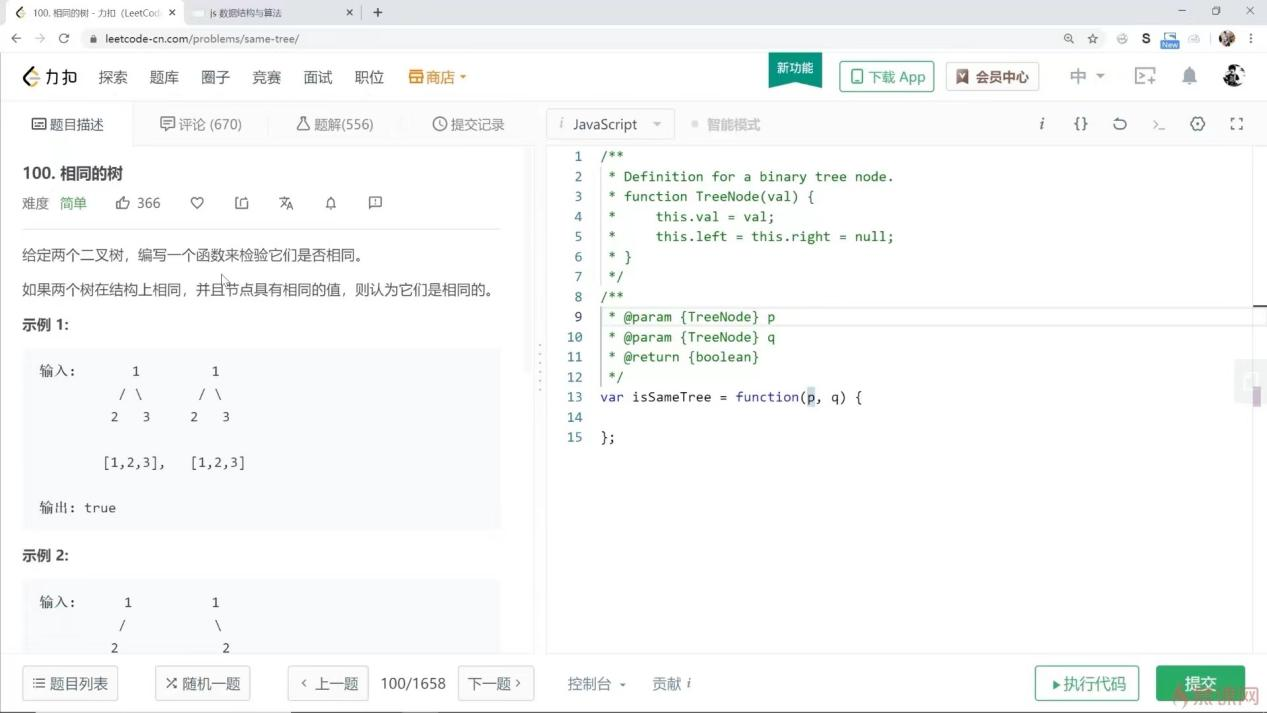 100. 相同的树 - 力扣 (LeetCod
js 数据结构与算法
leetcode-cn.com/problems/same-tree/
S
New
力扣 探索 题库 圈子 竞赛 面试 职位 商店 新功能 下载 App 会员中心 中
题目描述 评论 (670) 题解(556) 提交记录
i JavaScript 智能模式 i {} >_
100. 相同的树
难度 简单 366
给定两个二叉树，编写一个函数来检验它们是否相同。
如果两个树在结构上相同，并且节点具有相同的值，则认为它们是相同的。
示例 1:
输入: 1 1
/ \ / \
2 3 2 3
[1,2,3], [1,2,3]
输出: true
示例 2:
输入: 1 1
/ \
2 2
1 /**
2 * Definition for a binary tree node.
3 * function TreeNode(val) {
4 * this.val = val;
5 * this.left = this.right = null;
6 * }
7 */
8 /**
9 * @param {TreeNode} p
10 * @param {TreeNode} q
11 * @return {boolean}
12 */
13 var isSameTree = function(p, q) {
14
15 };
题目列表 随机一题 上一题 100/1658 下一题 控制台 贡献 i 执行代码 提交
慕课网